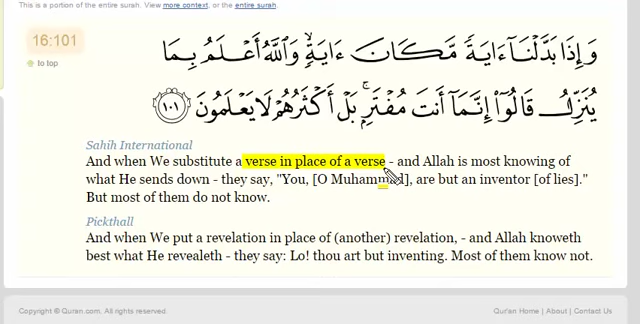 This is a portion of the entire surah. View more context, or the entire surah.
16:101
to top
وَإِذَا بَدَّلْنَآ ءَايَةً مَّكَانَ ءَايَةٍ ۙ وَٱللَّهُ أَعْلَمُ بِمَا
يُنَزِّلُ قَالُوٓا۟ إِنَّمَآ أَنتَ مُفْتَرٍۭ ۚ بَلْ أَكْثَرُهُمْ لَا يَعْلَمُونَ ١٠١
Sahih International
And when We substitute a verse in place of a verse - and Allah is most knowing of
what He sends down - they say, "You, [O Muhammad], are but an inventor [of lies]."
But most of them do not know.
Pickthall
And when We put a revelation in place of (another) revelation, - and Allah knoweth
best what He revealeth - they say: Lo! thou art but inventing. Most of them know not.
Copyright © Quran.com. All rights reserved.
Qur'an Home | About | Contact Us